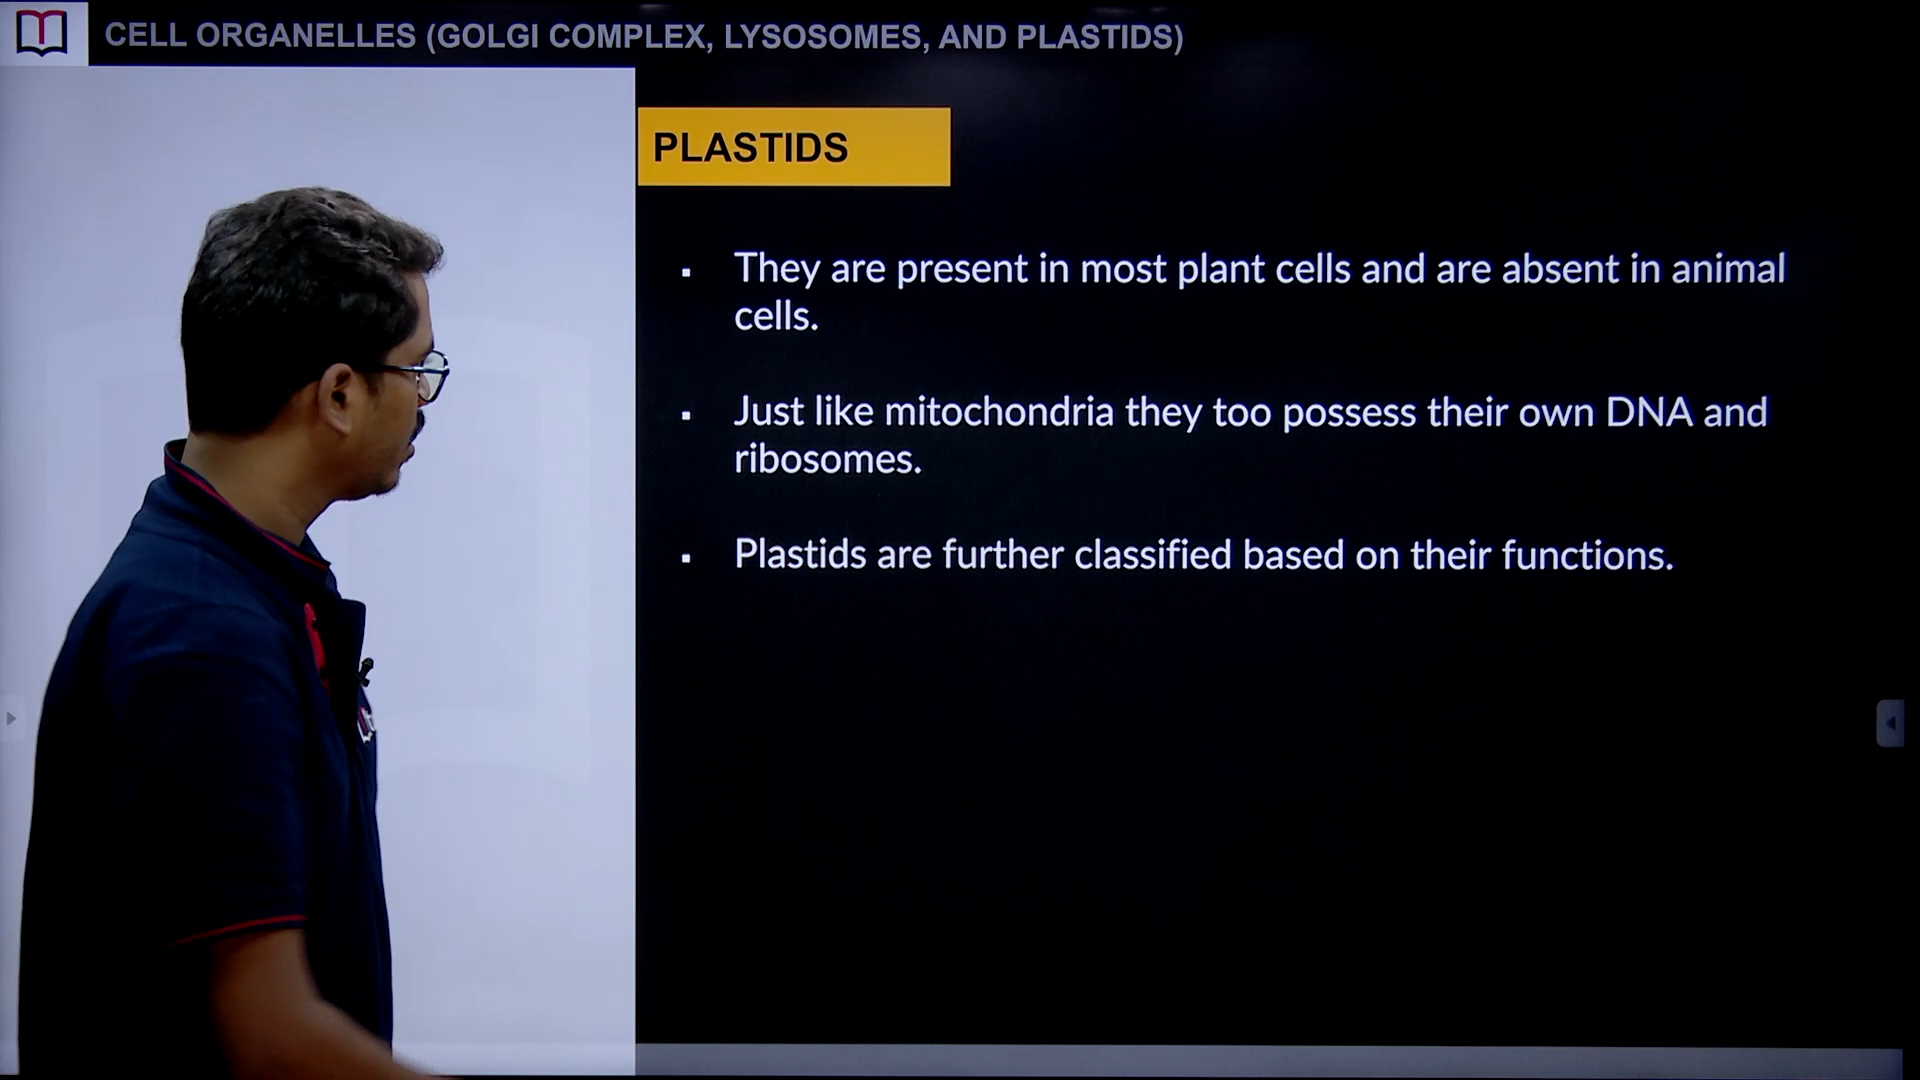 CELL ORGANELLES (GOLGI COMPLEX, LYSOSOMES, AND PLASTIDS)
PLASTIDS
▪ They are present in most plant cells and are absent in animal
cells.
▪ Just like mitochondria they too possess their own DNA and
ribosomes.
▪ Plastids are further classified based on their functions.